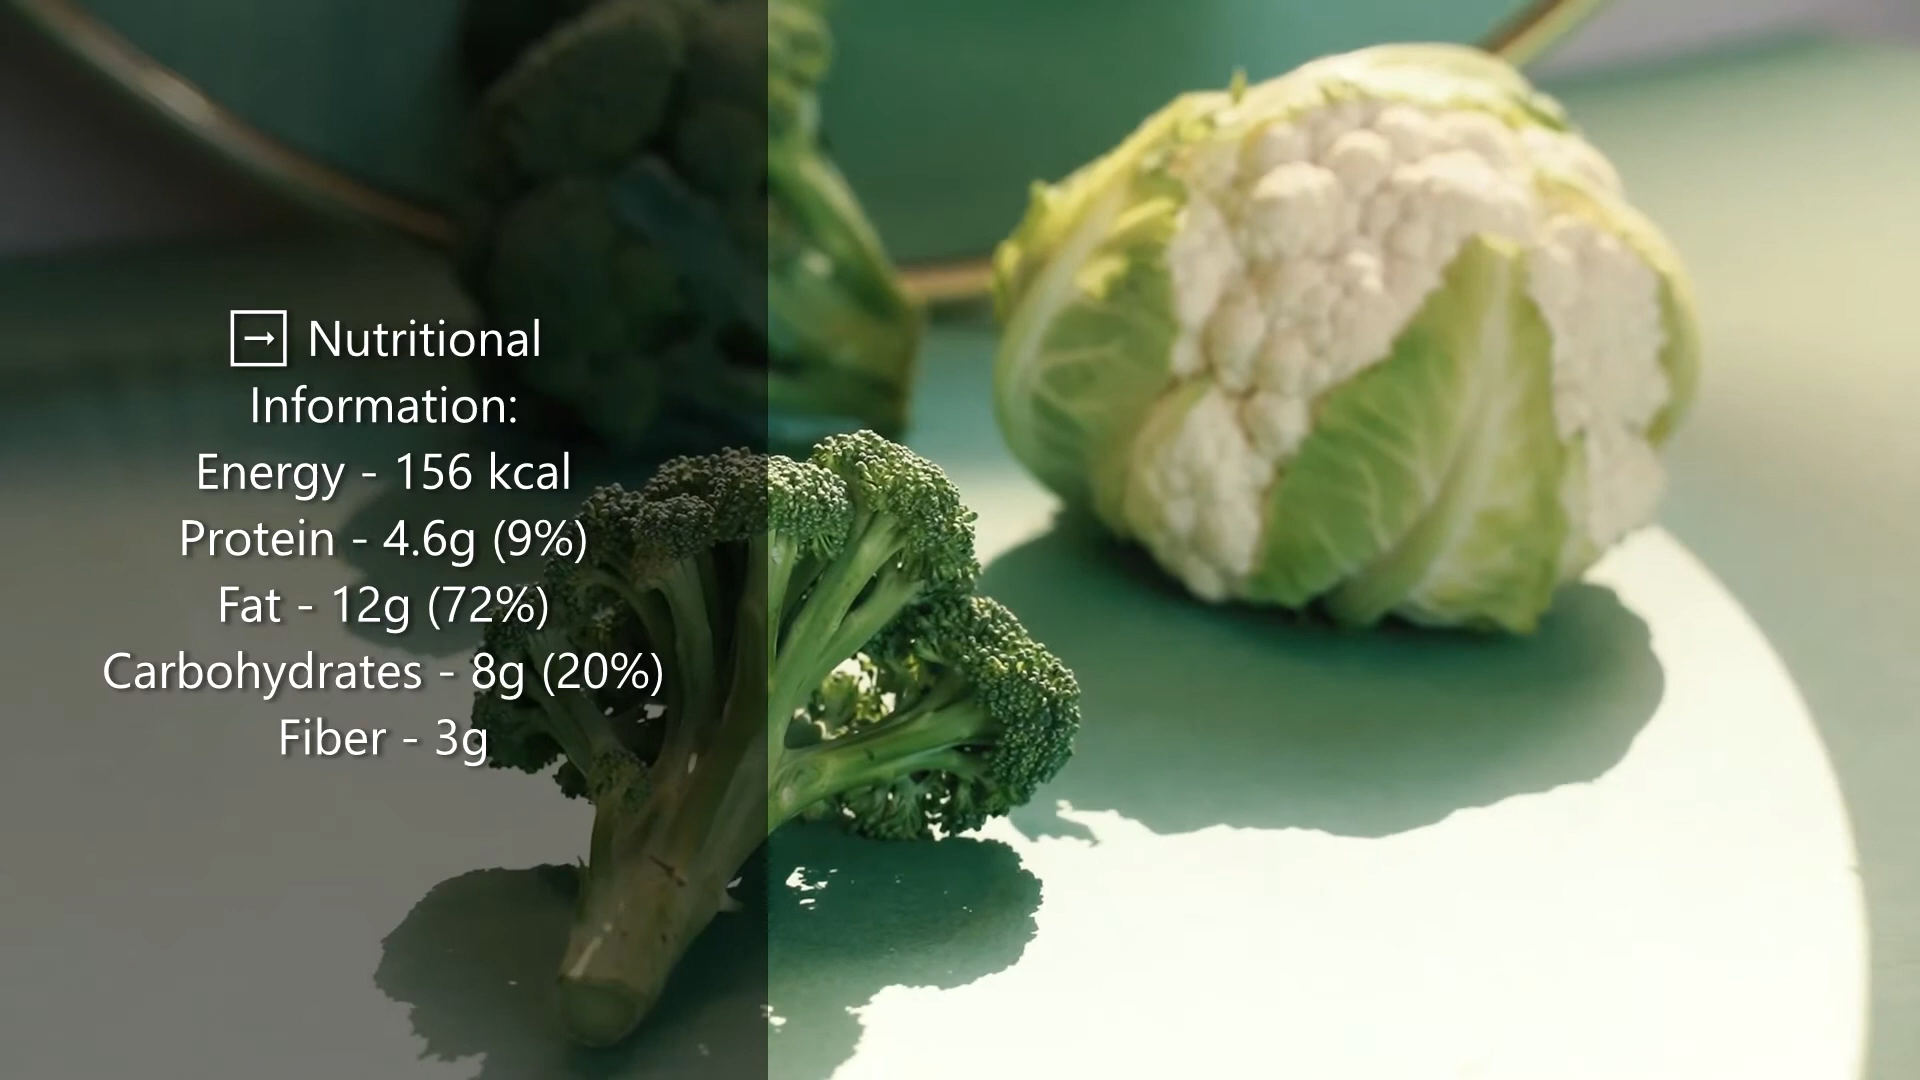 → Nutritional
Information:
Energy - 156 kcal
Protein - 4.6g (9%)
Fat - 12g (72%)
Carbohydrates - 8g (20%)
Fiber - 3g